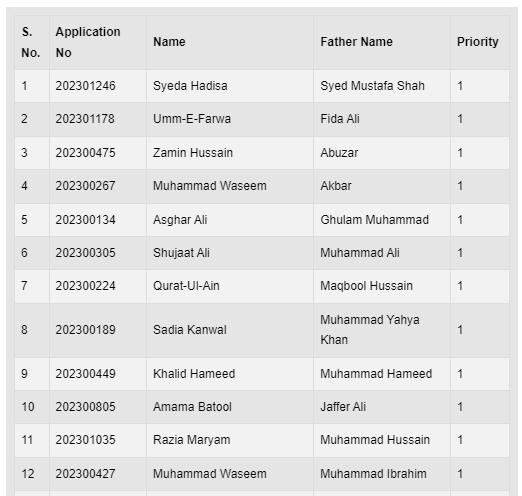 S. No. Application No Name Father Name Priority
1 202301246 Syeda Hadisa Syed Mustafa Shah 1
2 202301178 Umm-E-Farwa Fida Ali 1
3 202300475 Zamin Hussain Abuzar 1
4 202300267 Muhammad Waseem Akbar 1
5 202300134 Asghar Ali Ghulam Muhammad 1
6 202300305 Shujaat Ali Muhammad Ali 1
7 202300224 Qurat-Ul-Ain Maqbool Hussain 1
8 202300189 Sadia Kanwal Muhammad Yahya Khan 1
9 202300449 Khalid Hameed Muhammad Hameed 1
10 202300805 Amama Batool Jaffer Ali 1
11 202301035 Razia Maryam Muhammad Hussain 1
12 202300427 Muhammad Waseem Muhammad Ibrahim 1